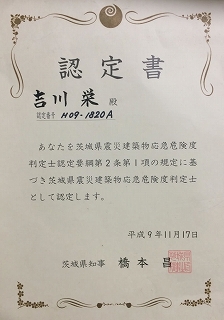 認定書
吉川 栄 殿
認定番号 H09-1820A
あなたを茨城県震災建築物応急危険度
判定士認定要綱第2条第1項の規定に基
づき茨城県震災建築物応急危険度判定士
として認定します。
平成9年11月17日
茨城県知事 橋本 昌